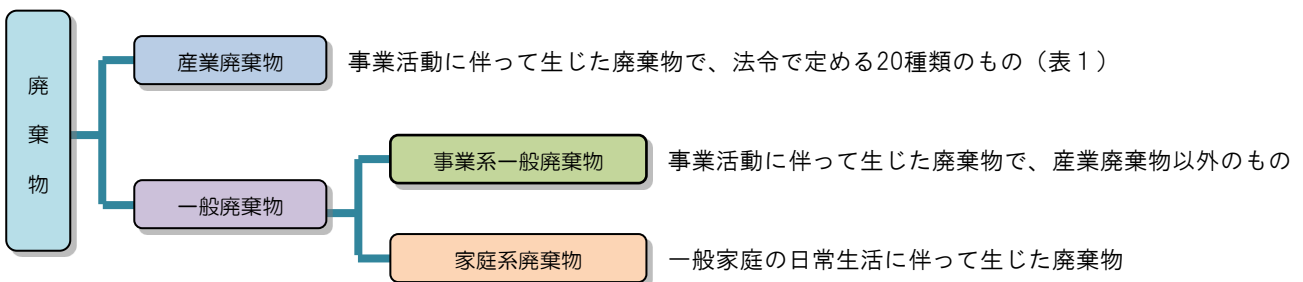 廃棄物
産業廃棄物
事業活動に伴って生じた廃棄物で、法令で定める20種類のもの（表１）
一般廃棄物
事業系一般廃棄物
事業活動に伴って生じた廃棄物で、産業廃棄物以外のもの
家庭系廃棄物
一般家庭の日常生活に伴って生じた廃棄物